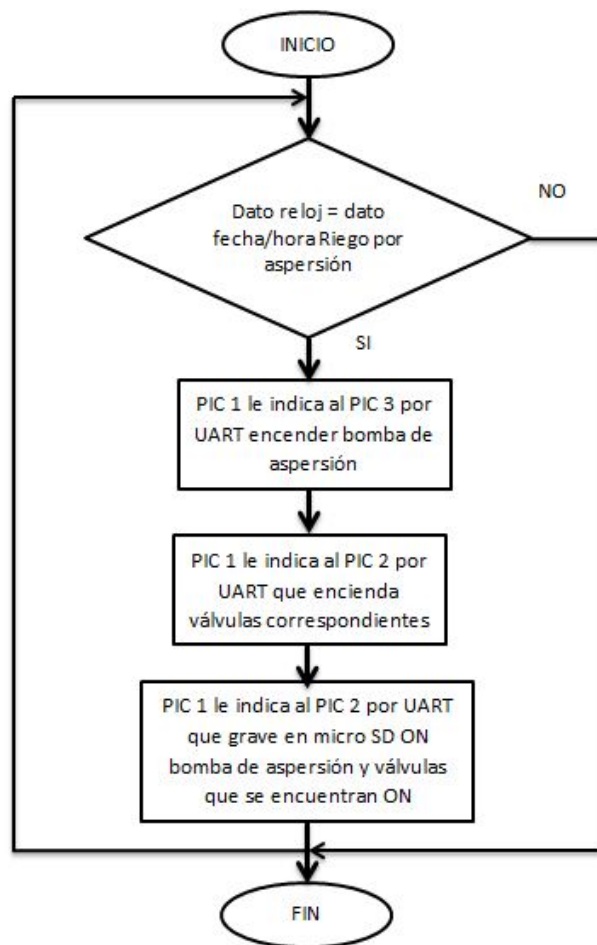 INICIO
Dato reloj = dato
fecha/hora Riego por
aspersión
NO
SI
PIC 1 le indica al PIC 3 por
UART encender bomba de
aspersión
PIC 1 le indica al PIC 2 por
UART que encienda
válvulas correspondientes
PIC 1 le indica al PIC 2 por UART
que grave en micro SD ON
bomba de aspersión y válvulas
que se encuentran ON
FIN